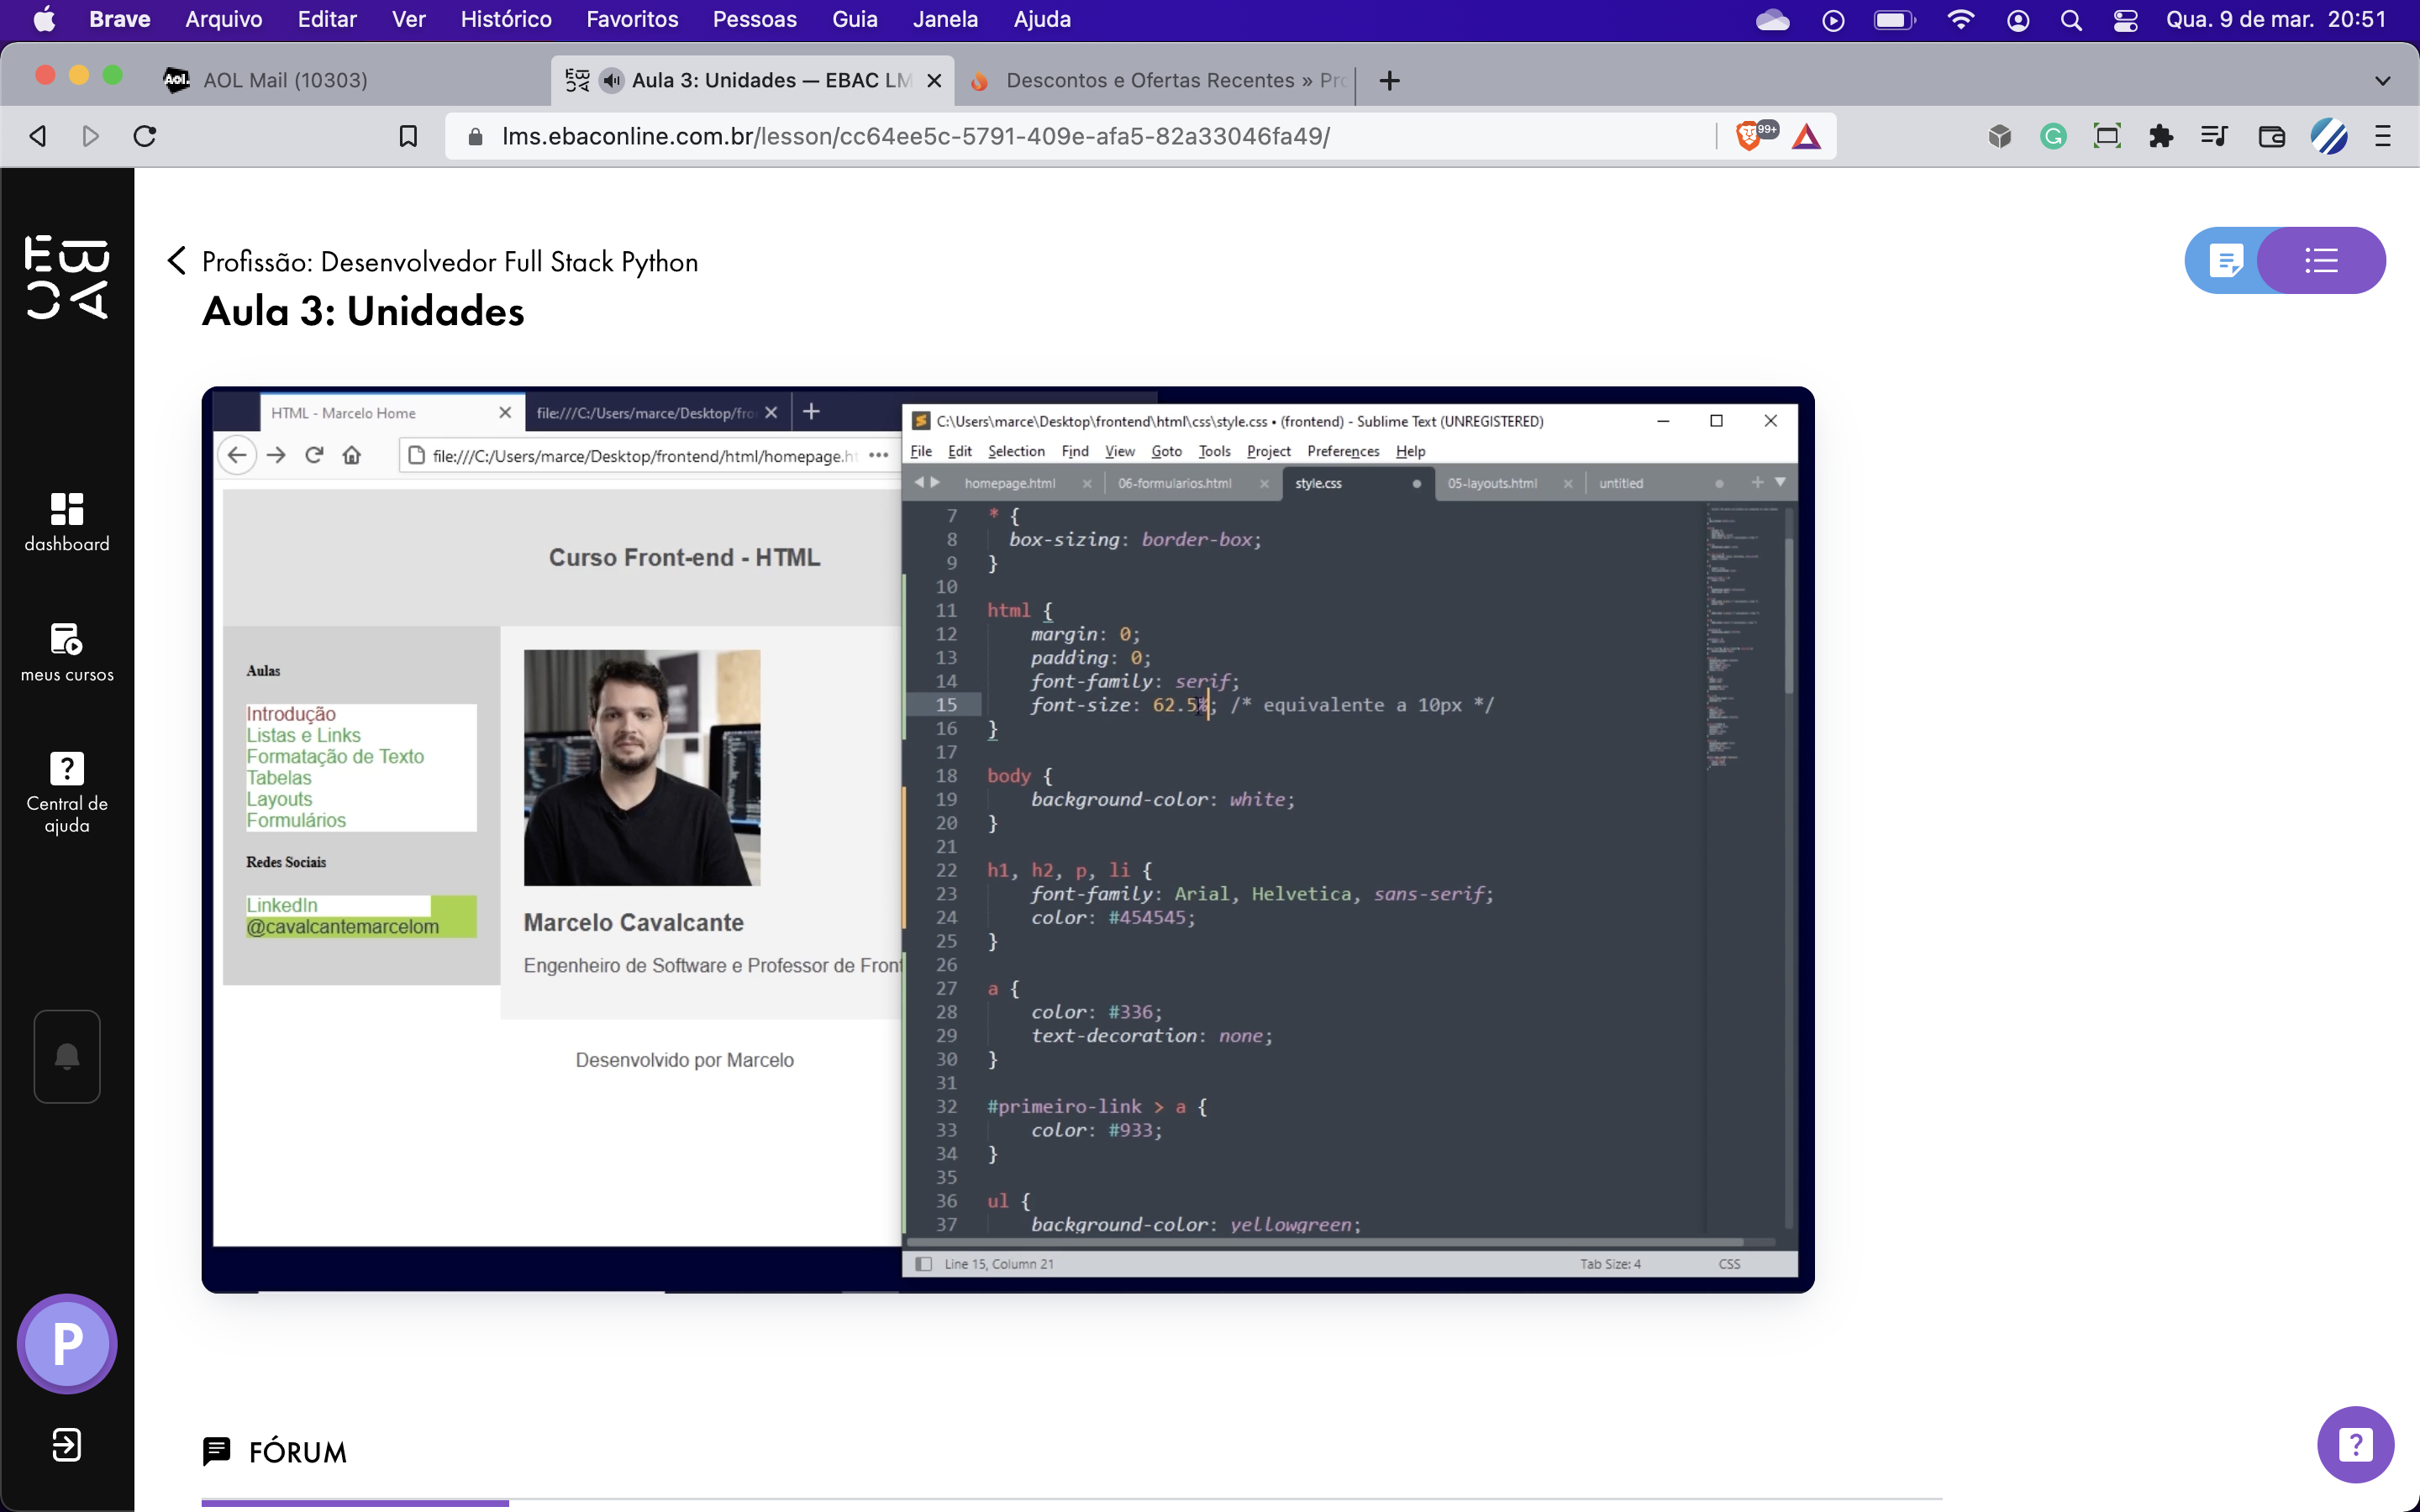 Brave Arquivo Editar Ver Histórico Favoritos Pessoas Guia Janela Ajuda Qua. 9 de mar. 20:51
Aol. AOL Mail (10303)
Aula 3: Unidades — EBAC LM
Descontos e Ofertas Recentes » Pro
lms.ebaconline.com.br/lesson/cc64ee5c-5791-409e-afa5-82a33046fa49/
99+
EBAC
dashboard
meus cursos
Central de
ajuda
P
Profissão: Desenvolvedor Full Stack Python
Aula 3: Unidades
HTML - Marcelo Home
file:///C:/Users/marce/Desktop/fro
file:///C:/Users/marce/Desktop/frontend/html/homepage.h
Curso Front-end - HTML
Aulas
Introdução
Listas e Links
Formatação de Texto
Tabelas
Layouts
Formulários
Redes Sociais
LinkedIn
@cavalcantemarcelom
Marcelo Cavalcante
Engenheiro de Software e Professor de Front
Desenvolvido por Marcelo
C:\Users\marce\Desktop\frontend\html\css\style.css • (frontend) - Sublime Text (UNREGISTERED)
File Edit Selection Find View Goto Tools Project Preferences Help
homepage.html 06-formularios.html style.css 05-layouts.html untitled
7 * {
8 box-sizing: border-box;
9 }
10
11 html {
12 margin: 0;
13 padding: 0;
14 font-family: serif;
15 font-size: 62.5%; /* equivalente a 10px */
16 }
17
18 body {
19 background-color: white;
20 }
21
22 h1, h2, p, li {
23 font-family: Arial, Helvetica, sans-serif;
24 color: #454545;
25 }
26
27 a {
28 color: #336;
29 text-decoration: none;
30 }
31
32 #primeiro-link > a {
33 color: #933;
34 }
35
36 ul {
37 background-color: yellowgreen;
Line 15, Column 21 Tab Size: 4 CSS
FÓRUM